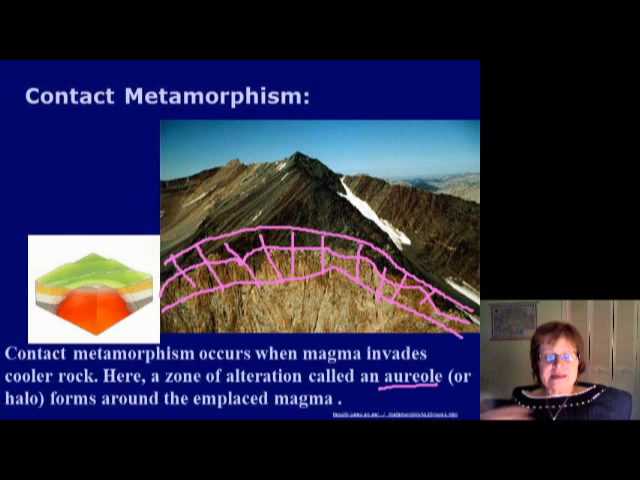 Contact Metamorphism:
Contact metamorphism occurs when magma invades
cooler rock. Here, a zone of alteration called an aureole (or
halo) forms around the emplaced magma .